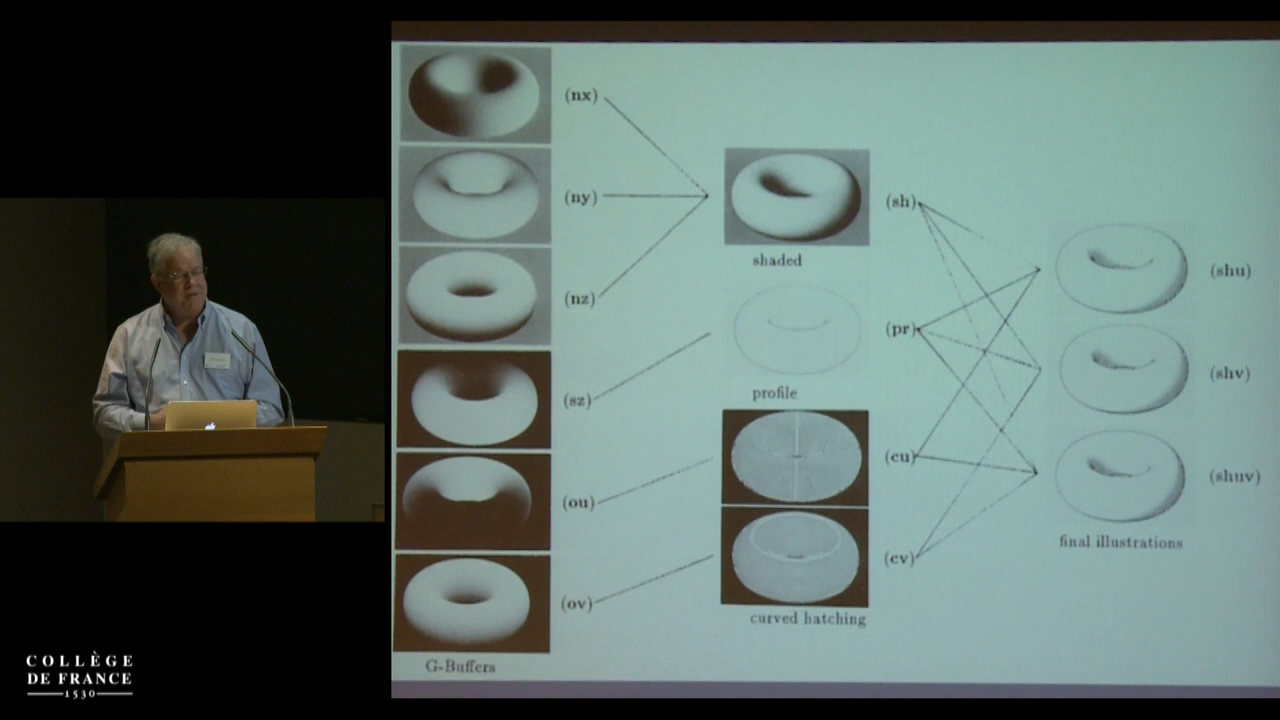 (nx)
(ny)
(nz)
(sz)
(ou)
(ov)
G-Buffers
shaded
(sh)
profile
(pr)
(cu)
(cv)
curved hatching
(shu)
(shv)
(shuv)
final illustrations
COLLÈGE
DE FRANCE
1530